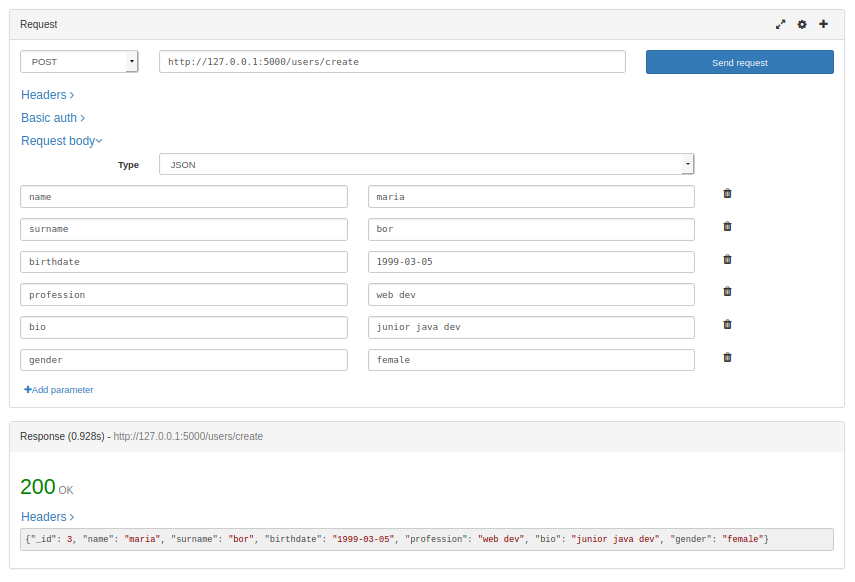 Request
POST http://127.0.0.1:5000/users/create Send request
Headers
Basic auth
Request body
Type JSON
name maria
surname bor
birthdate 1999-03-05
profession web dev
bio junior java dev
gender female
Add parameter
Response (0.928s) - http://127.0.0.1:5000/users/create
200 OK
Headers
{"_id": 3, "name": "maria", "surname": "bor", "birthdate": "1999-03-05", "profession": "web dev", "bio": "junior java dev", "gender": "female"}